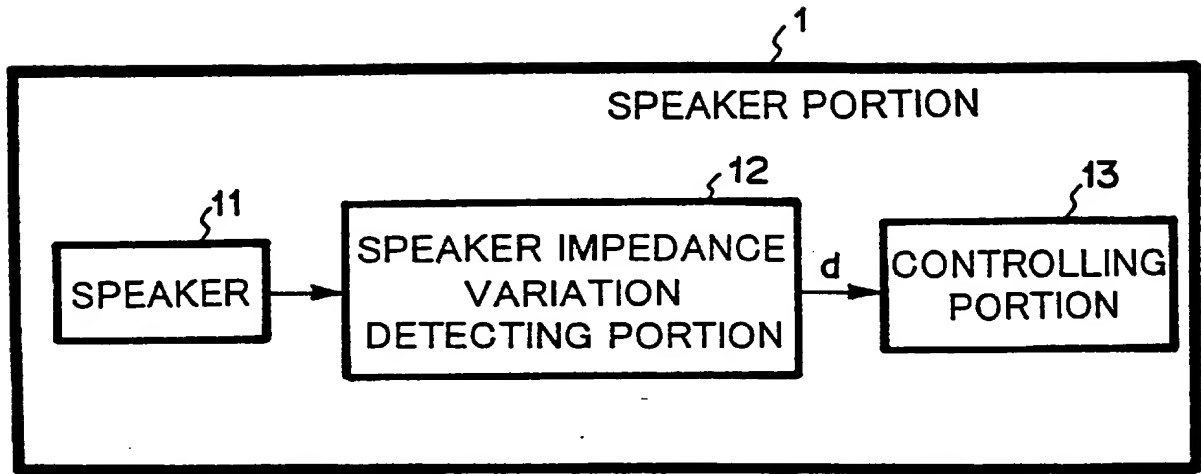 1
SPEAKER PORTION
11
SPEAKER
12
SPEAKER IMPEDANCE
VARIATION
DETECTING PORTION
d
13
CONTROLLING
PORTION